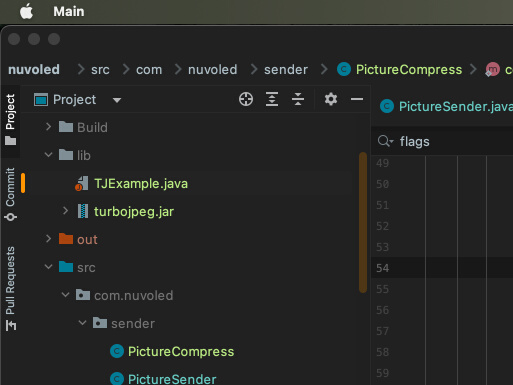 Main
nuvoled > src > com > nuvoled > sender > PictureCompress >
Project
Project
Commit
Pull Requests
Build
lib
TJExample.java
turbojpeg.jar
out
src
com.nuvoled
sender
PictureCompress
PictureSender
PictureSender.java
flags
49
50
51
52
53
54
55
56
57
58
59